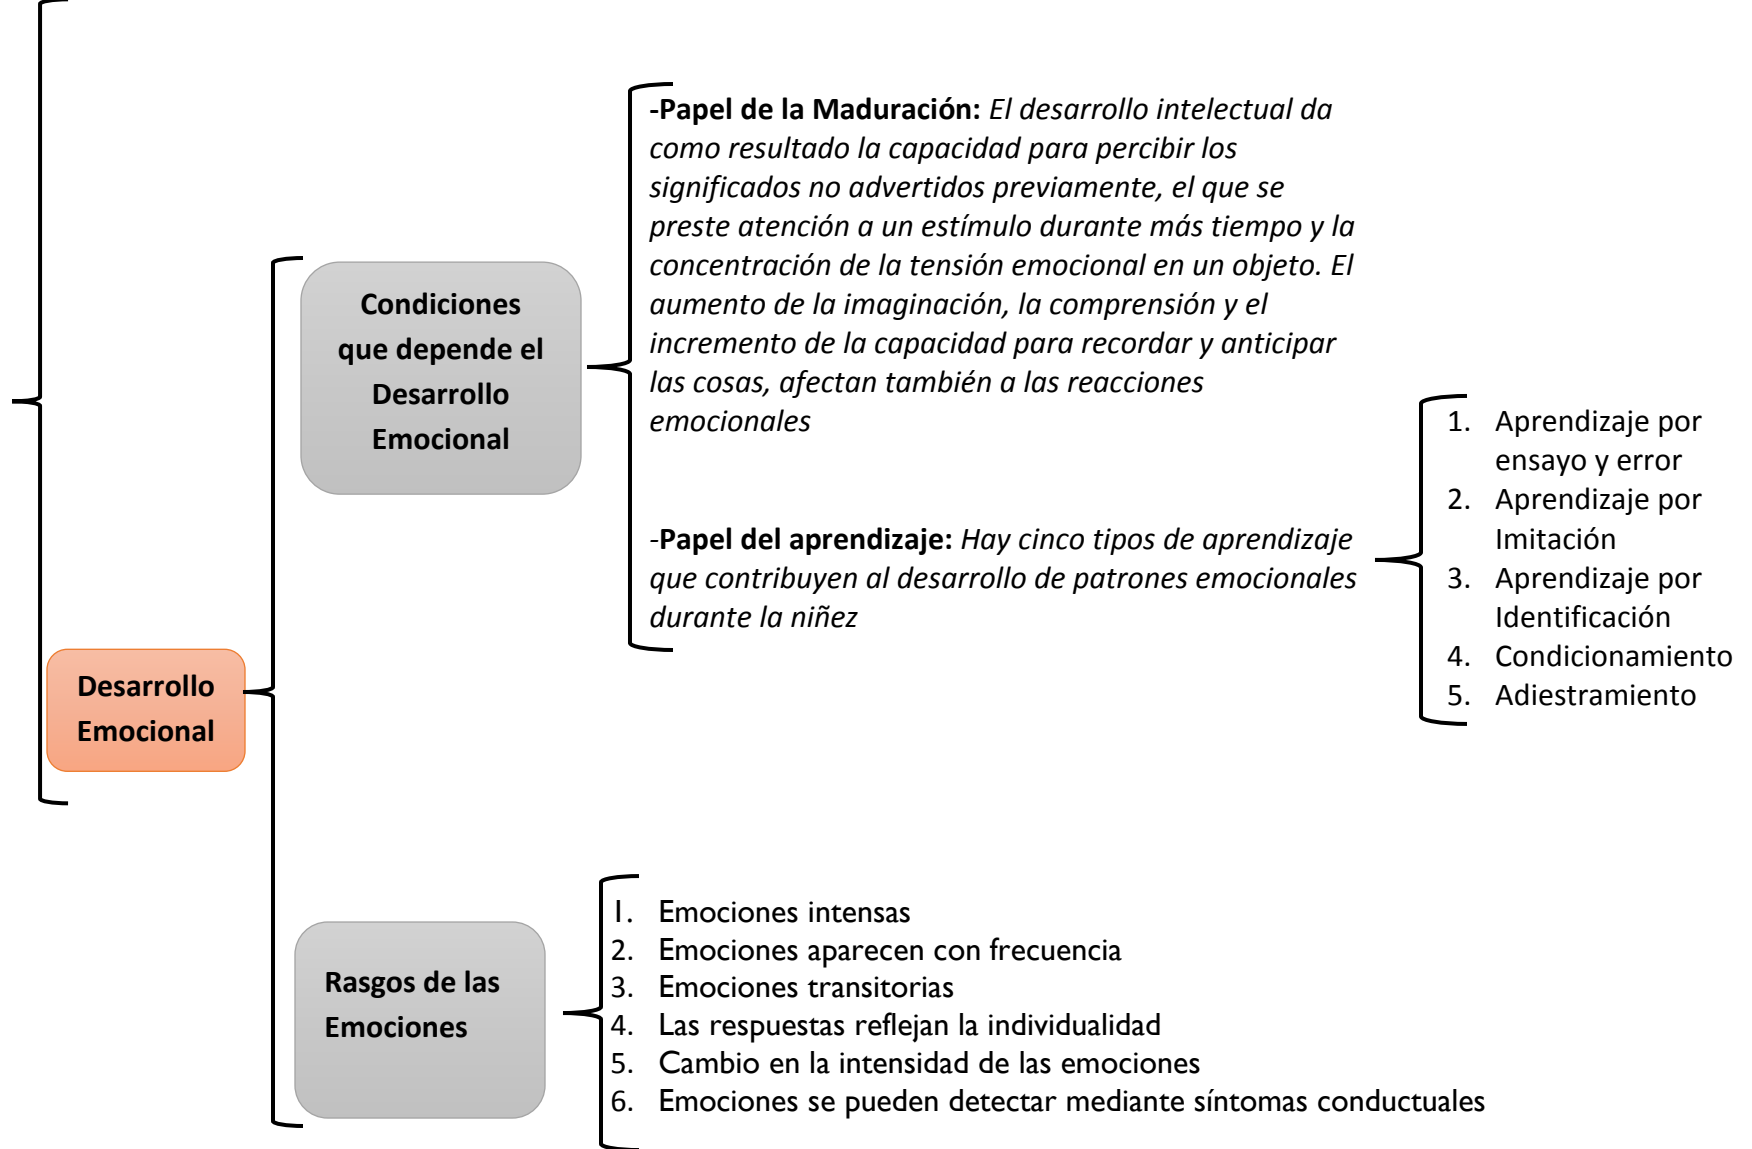 Desarrollo
Emocional
Condiciones
que depende el
Desarrollo
Emocional
-Papel de la Maduración: El desarrollo intelectual da
como resultado la capacidad para percibir los
significados no advertidos previamente, el que se
preste atención a un estímulo durante más tiempo y la
concentración de la tensión emocional en un objeto. El
aumento de la imaginación, la comprensión y el
incremento de la capacidad para recordar y anticipar
las cosas, afectan también a las reacciones
emocionales
-Papel del aprendizaje: Hay cinco tipos de aprendizaje
que contribuyen al desarrollo de patrones emocionales
durante la niñez
1. Aprendizaje por
ensayo y error
2. Aprendizaje por
Imitación
3. Aprendizaje por
Identificación
4. Condicionamiento
5. Adiestramiento
Rasgos de las
Emociones
1. Emociones intensas
2. Emociones aparecen con frecuencia
3. Emociones transitorias
4. Las respuestas reflejan la individualidad
5. Cambio en la intensidad de las emociones
6. Emociones se pueden detectar mediante síntomas conductuales